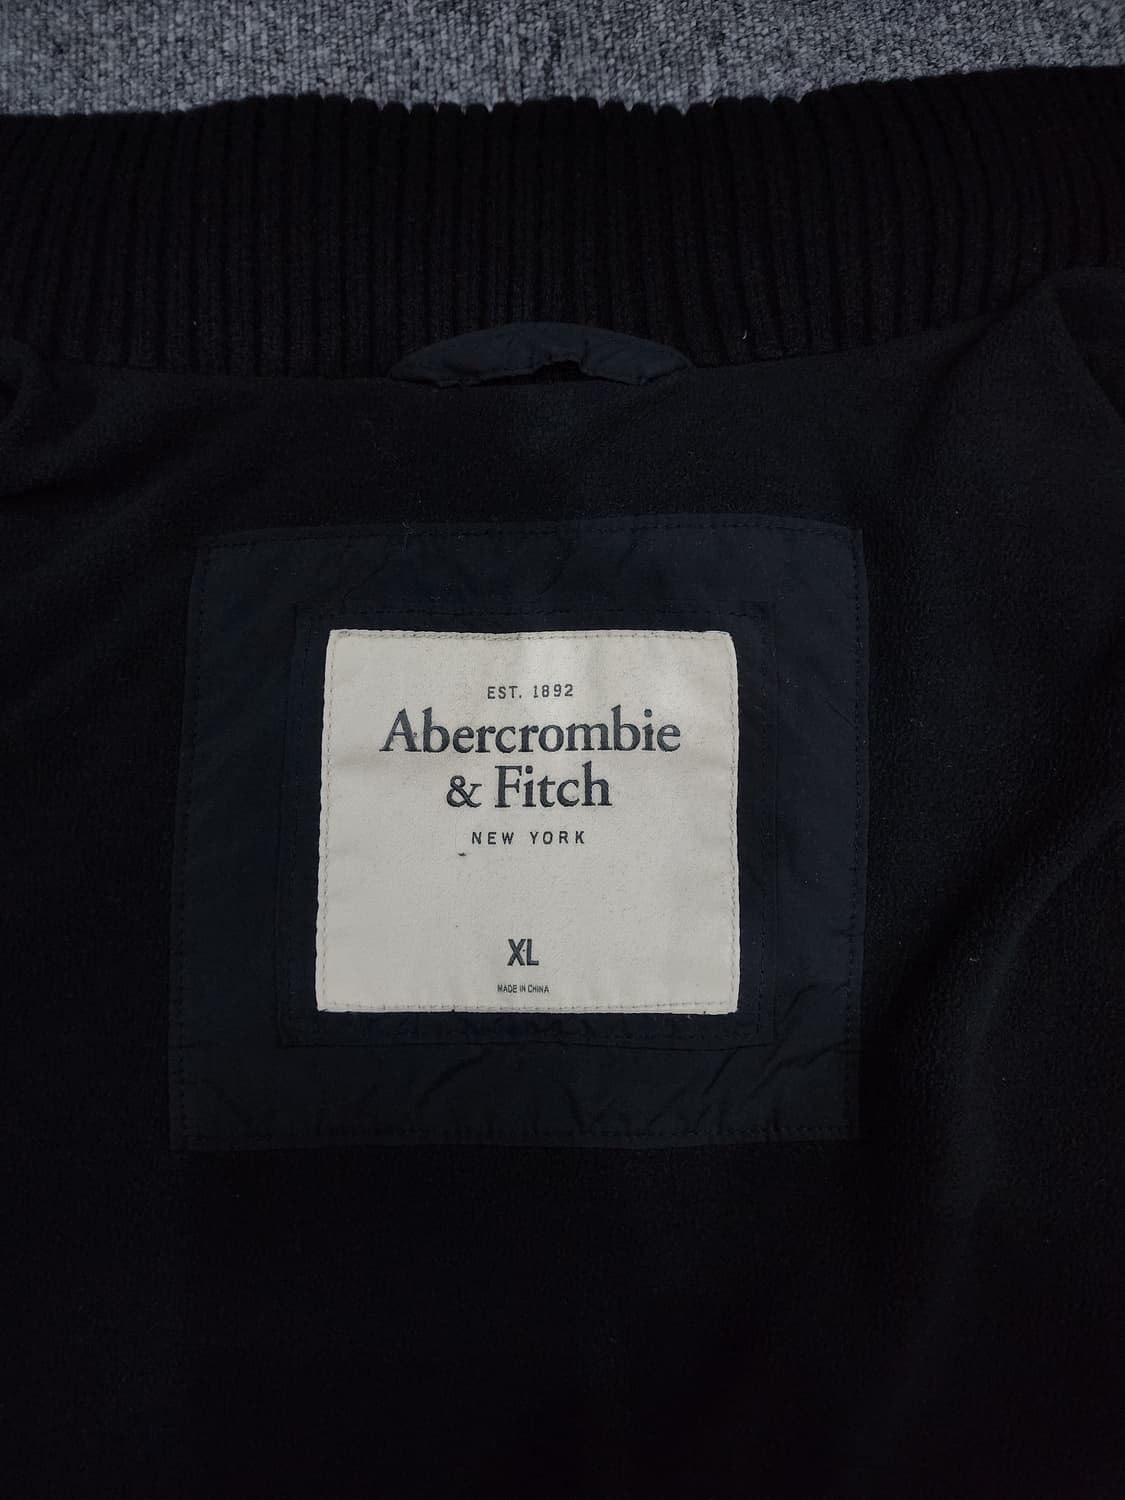 EST. 1892
Abercrombie
& Fitch
NEW YORK
XL
MADE IN CHINA